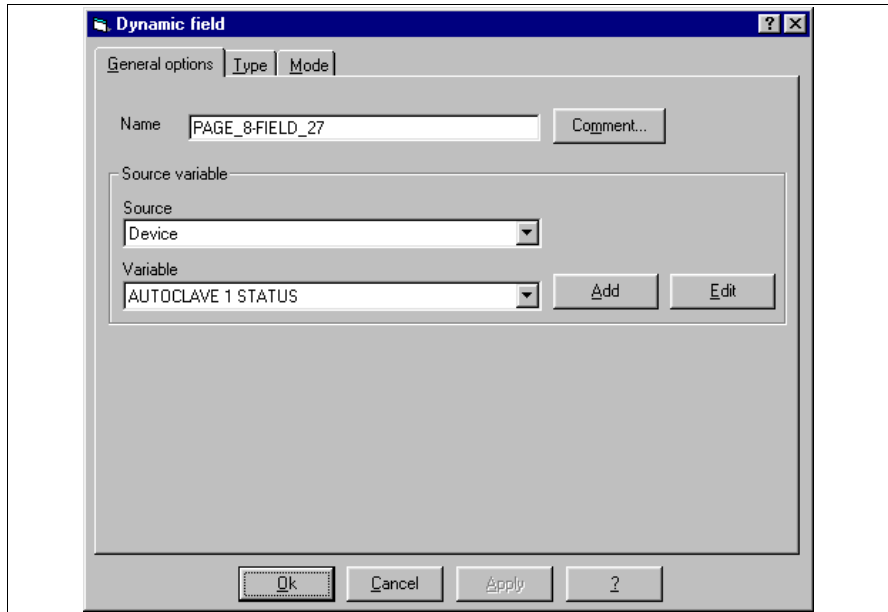 Dynamic field ? X
General options Type Mode
Name PAGE_8-FIELD_27 Comment...
Source variable
Source
Device
Variable
AUTOCLAVE 1 STATUS Add Edit
Ok Cancel Apply ?